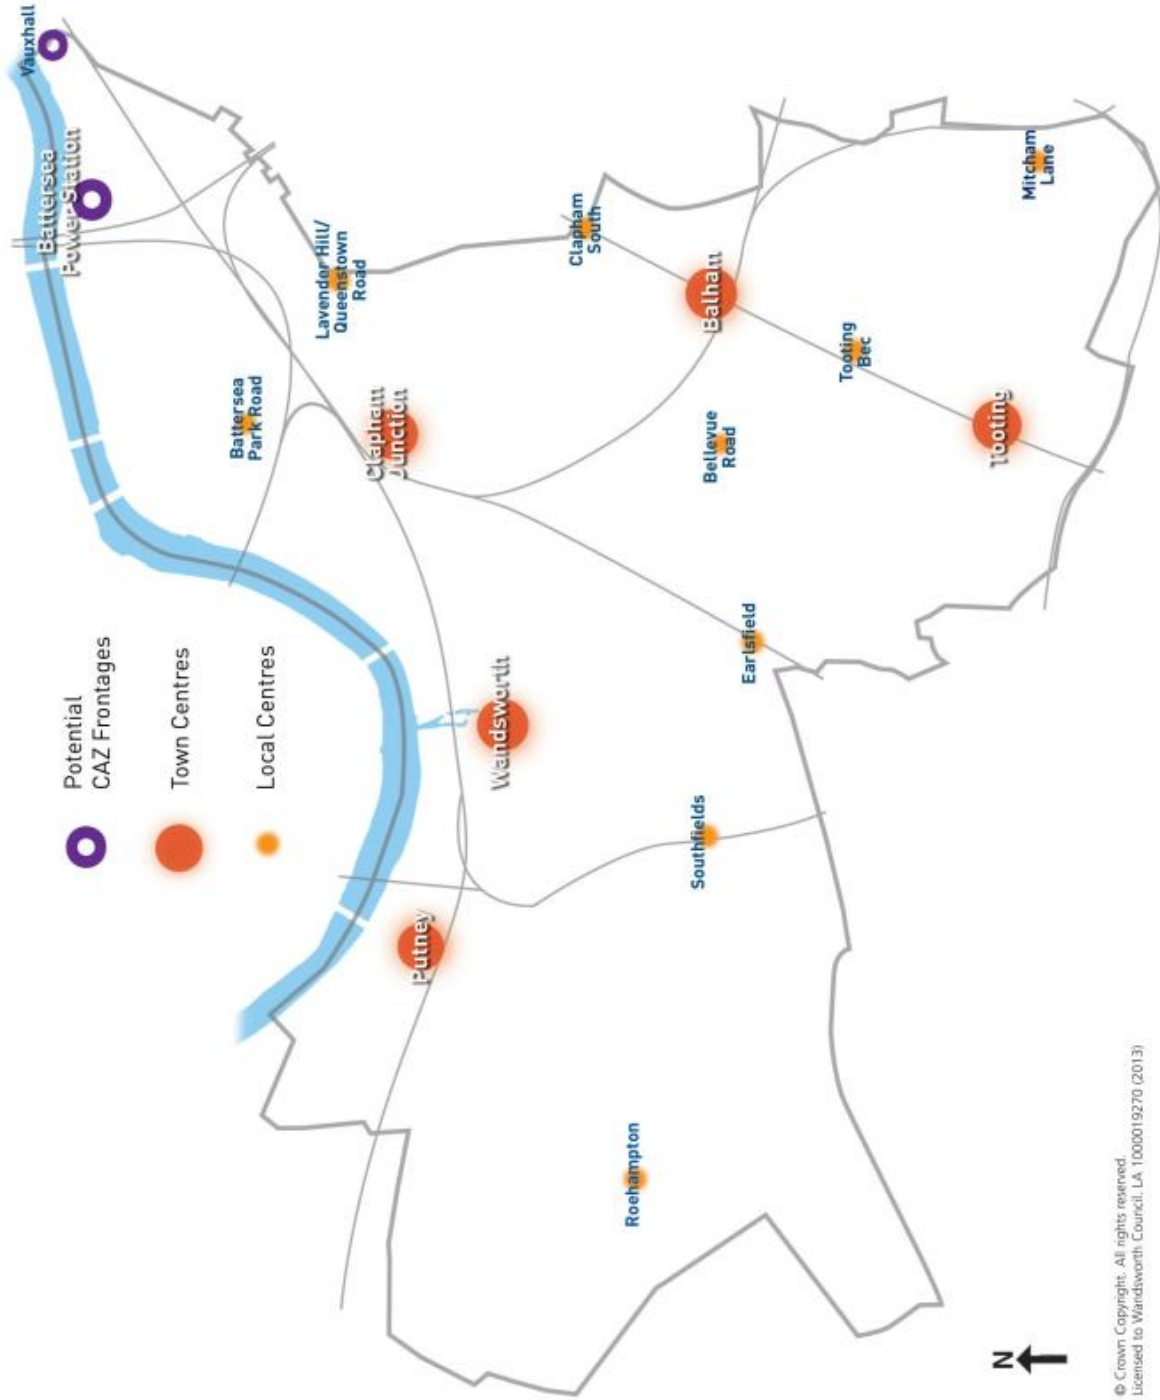 Vauxhall
Battersea
Power Station
Potential
CAZ Frontages
Town Centres
Local Centres
Battersea
Park Road
Lavender Hill/
Queenstown
Road
Clapham
Junction
Putney
Wandsworth
Clapham
South
Roehampton
Southfields
Earlsfield
Bellevue
Road
Balham
Tooting
Bec
Tooting
Mitcham
Lane
N
© Crown Copyright. All rights reserved.
Licensed to Wandsworth Council. LA 1000019270 (2013)